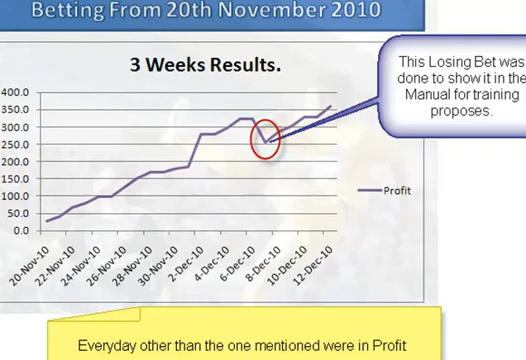 Betting From 20th November 2010
3 Weeks Results.
This Losing Bet was
done to show it in the
Manual for training
proposes.
400.0
350.0
300.0
250.0
200.0
150.0
100.0
50.0
0.0
Profit
20-Nov-10
22-Nov-10
24-Nov-10
26-Nov-10
28-Nov-10
30-Nov-10
2-Dec-10
4-Dec-10
6-Dec-10
8-Dec-10
10-Dec-10
12-Dec-10
Everyday other than the one mentioned were in Profit